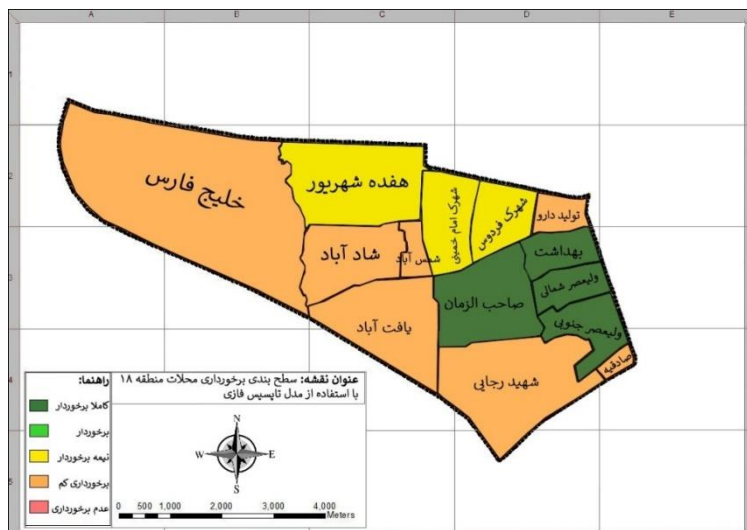 A B C D E
1
2
3
4
5
خلیج فارس
هفده شهریور
شهرک امام خمینی
شهرک فردوس
تولید دارو
شاد آباد
شمس آباد
بهداشت
ولیعصر شمالی
صاحب الزمان
ولیعصر جنوبی
یافت آباد
صادقیه
شهید رجایی
راهنما:
کاملا برخوردار
برخوردار
نیمه برخوردار
برخورداری کم
عدم برخورداری
عنوان نقشه: سطح بندی برخورداری محلات منطقه ۱۸
با استفاده از مدل تاپسیس فازی
N
W E
S
0 500 1,000 2,000 3,000 4,000
Meters